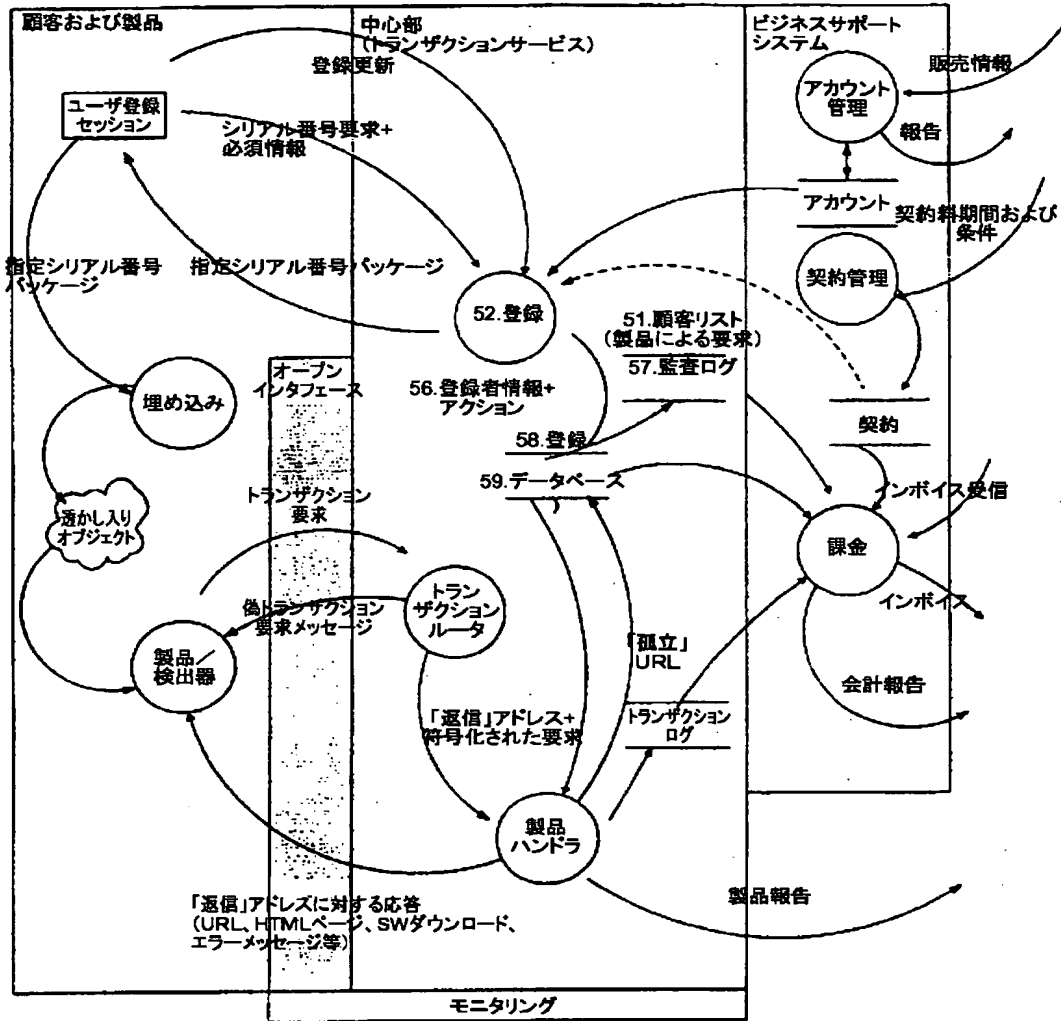 顧客および製品
中心部
(トランザクションサービス)
ビジネスサポート
システム
登録更新
販売情報
アカウント
管理
ユーザ登録
セッション
シリアル番号要求+
必須情報
報告
アカウント
契約料期間および
条件
指定シリアル番号
パッケージ
指定シリアル番号パッケージ
契約管理
52.登録
51.顧客リスト
(製品による要求)
57.監査ログ
オープン
インタフェース
56.登録者情報+
アクション
埋め込み
契約
58.登録
59.データベース
トランザクション
要求
インボイス受信
透かし入り
オブジェクト
課金
トラン
ザクション
ルータ
偽トランザクション
要求メッセージ
インボイス
製品/
検出器
「孤立」
URL
会計報告
「返信」アドレス+
符号化された要求
トランザクション
ログ
製品
ハンドラ
製品報告
「返信」アドレズに対する応答
(URL、HTMLページ、SWダウンロード、
エラーメッセージ等)
モニタリング